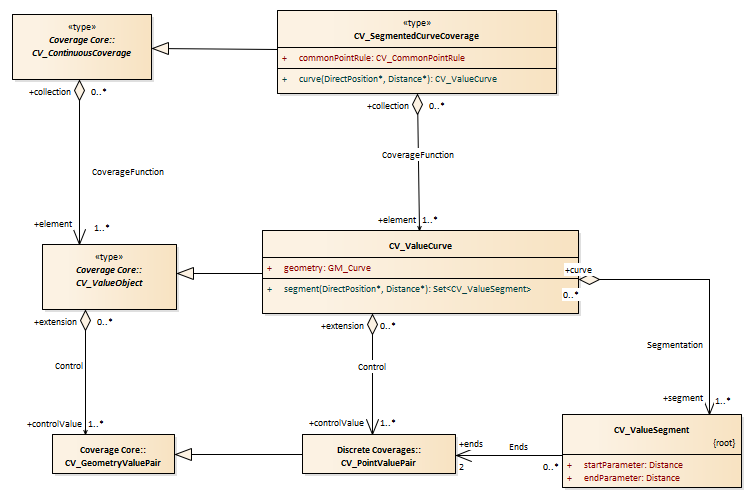 «type»
Coverage Core::
CV_ContinuousCoverage
«type»
CV_SegmentedCurveCoverage
+ commonPointRule: CV_CommonPointRule
+ curve(DirectPosition*, Distance*): CV_ValueCurve
+collection 0..*
+collection 0..*
CoverageFunction
CoverageFunction
+element 1..*
+element 1..*
«type»
Coverage Core::
CV_ValueObject
CV_ValueCurve
+ geometry: GM_Curve
+ segment(DirectPosition*, Distance*): Set<CV_ValueSegment>
+curve
0..*
+extension 0..*
+extension 0..*
Segmentation
Control
Control
+segment 1..*
+controlValue 1..*
+controlValue 1..*
Coverage Core::
CV_GeometryValuePair
Discrete Coverages::
CV_PointValuePair
+ends
2
Ends
0..*
CV_ValueSegment
{root}
+ startParameter: Distance
+ endParameter: Distance